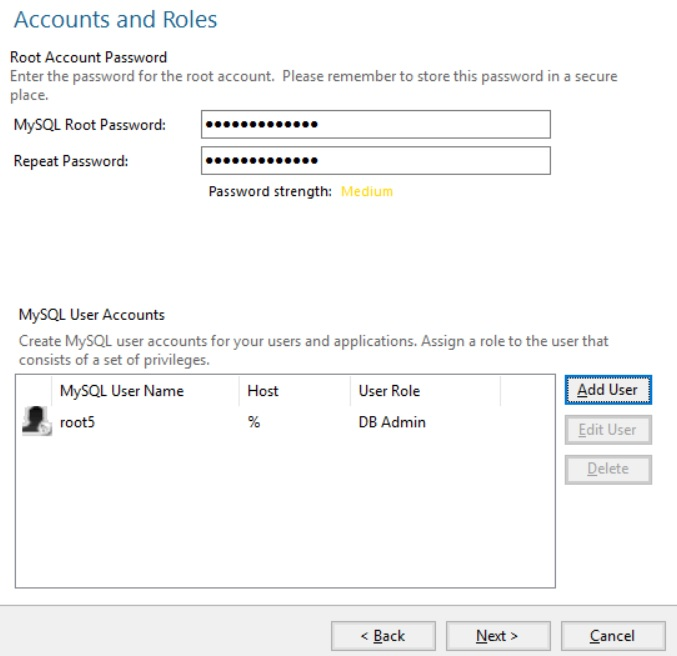 Accounts and Roles
Root Account Password
Enter the password for the root account.  Please remember to store this password in a secure
place.
MySQL Root Password: •••••••••••••
Repeat Password: •••••••••••••
Password strength: Medium
MySQL User Accounts
Create MySQL user accounts for your users and applications. Assign a role to the user that
consists of a set of privileges.
MySQL User Name Host User Role
root5 % DB Admin
Add User
Edit User
Delete
< Back Next > Cancel